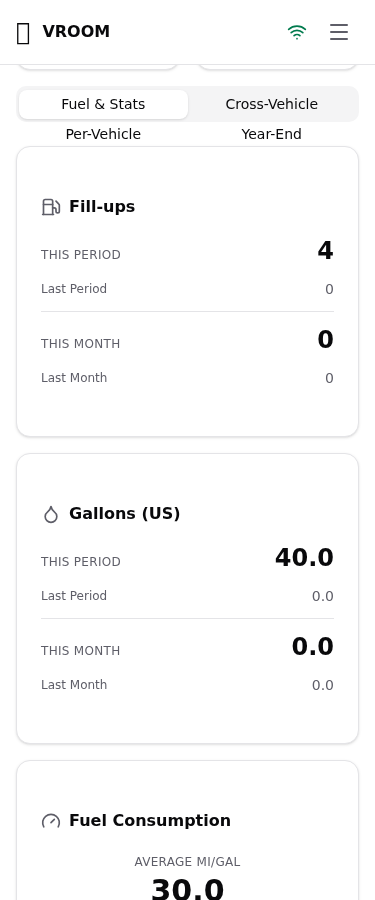 VROOM
Fuel & Stats Cross-Vehicle
Per-Vehicle Year-End
Fill-ups
THIS PERIOD 4
Last Period 0
THIS MONTH 0
Last Month 0
Gallons (US)
THIS PERIOD 40.0
Last Period 0.0
THIS MONTH 0.0
Last Month 0.0
Fuel Consumption
AVERAGE MI/GAL
30.0